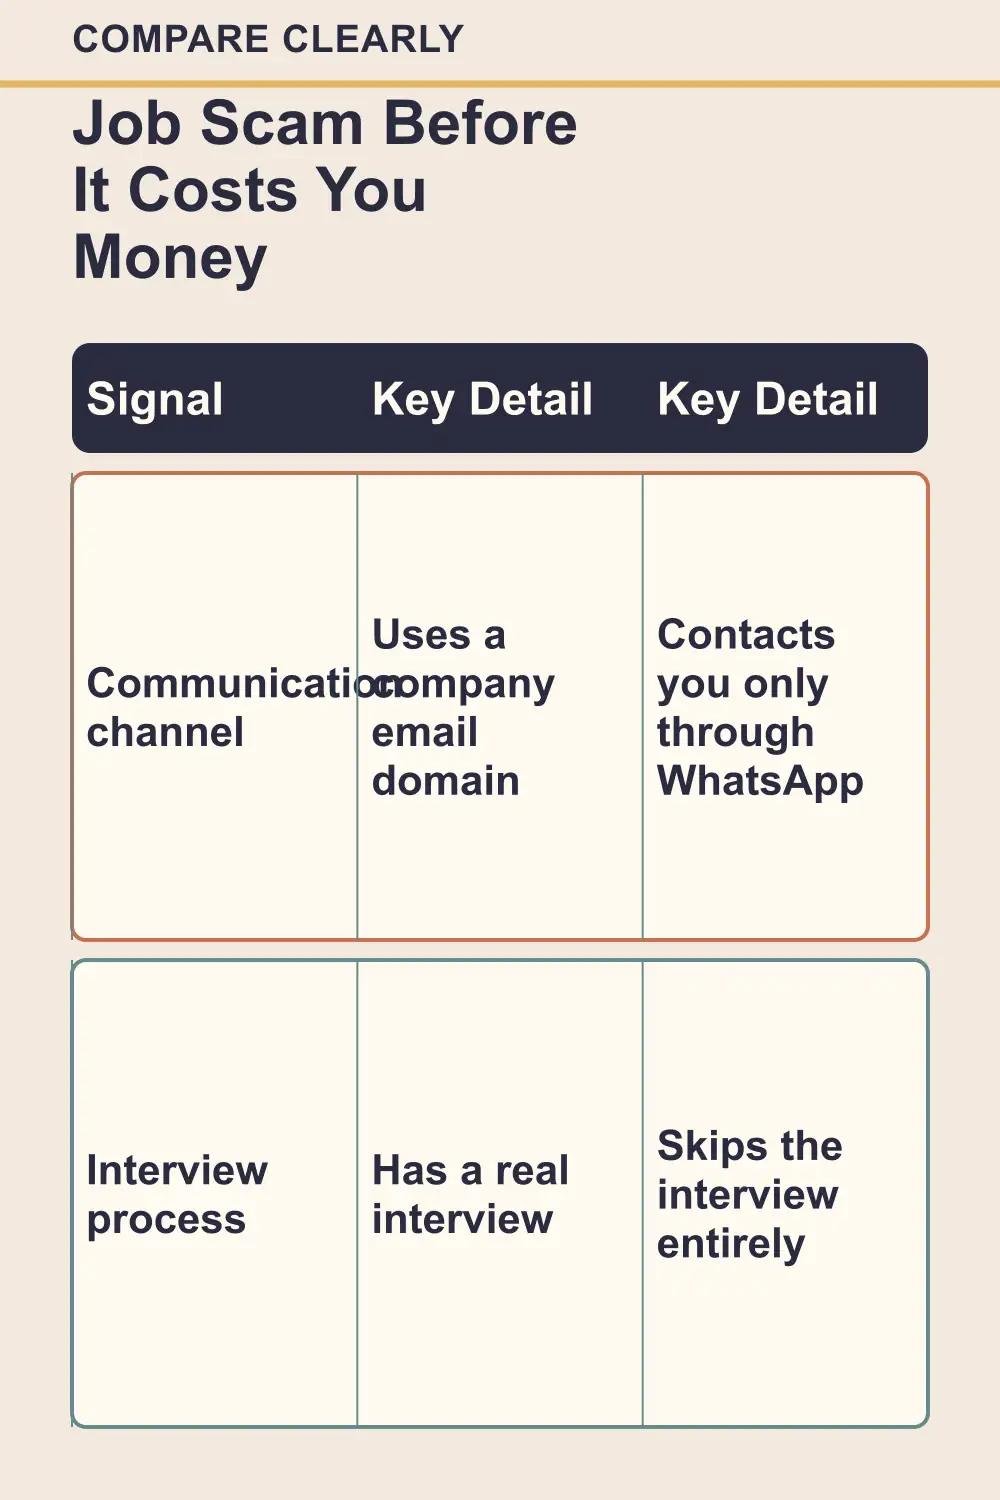 COMPARE CLEARLY
Job Scam Before
It Costs You
Money
Signal
Key Detail
Key Detail
Communication
channel
Uses a
company
email
domain
Contacts
you only
through
WhatsApp
Interview
process
Has a real
interview
Skips the
interview
entirely